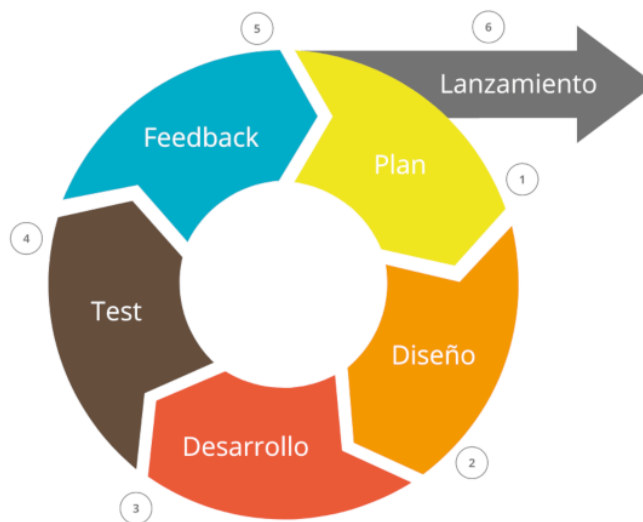 5
6
Lanzamiento
Feedback
Plan
1
4
Test
Diseño
Desarrollo
2
3